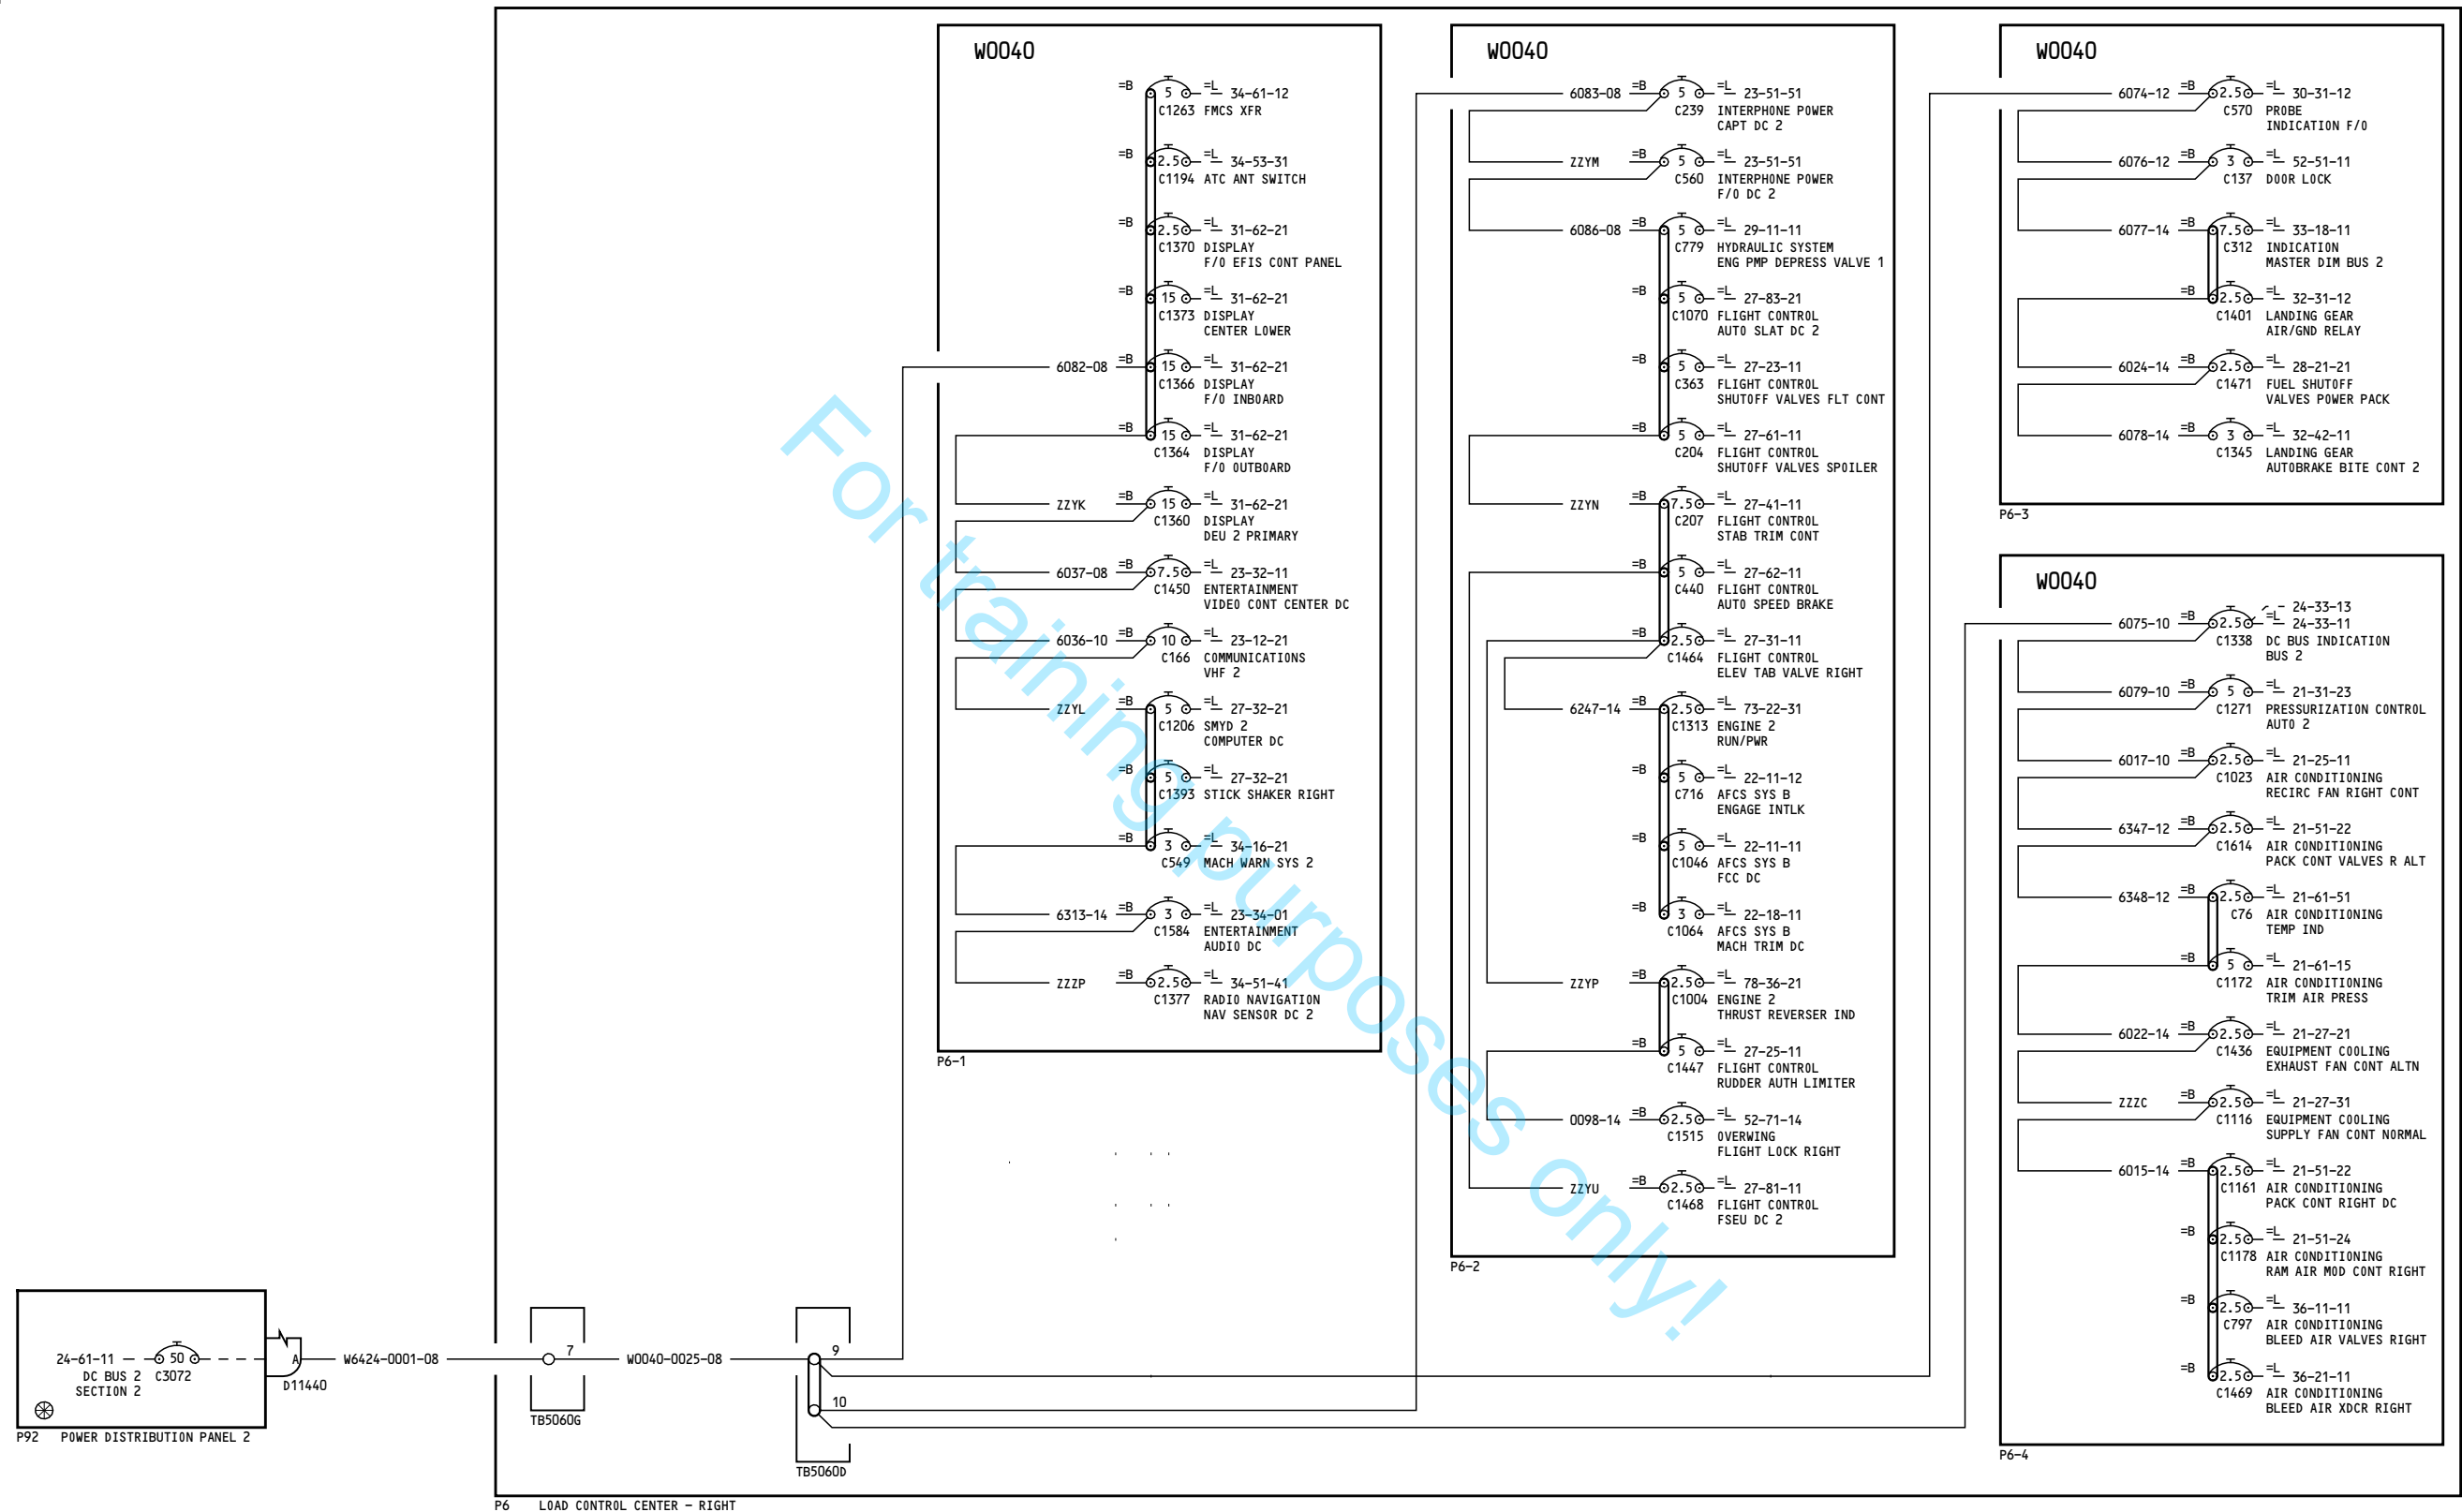 W0040
=B 5 =L 34-61-12
C1263 FMCS XFR
=B 2.5 =L 34-53-31
C1194 ATC ANT SWITCH
=B 2.5 =L 31-62-21
C1370 DISPLAY
F/O EFIS CONT PANEL
=B 15 =L 31-62-21
C1373 DISPLAY
CENTER LOWER
6082-08 =B 15 =L 31-62-21
C1366 DISPLAY
F/O INBOARD
=B 15 =L 31-62-21
C1364 DISPLAY
F/O OUTBOARD
ZZYK =B 15 =L 31-62-21
C1360 DISPLAY
DEU 2 PRIMARY
6037-08 =B 7.5 =L 23-32-11
C1450 ENTERTAINMENT
VIDEO CONT CENTER DC
6036-10 =B 10 =L 23-12-21
C166 COMMUNICATIONS
VHF 2
ZZYL =B 5 =L 27-32-21
C1206 SMYD 2
COMPUTER DC
=B 5 =L 27-32-21
C1393 STICK SHAKER RIGHT
=B 3 =L 34-16-21
C549 MACH WARN SYS 2
6313-14 =B 3 =L 23-34-01
C1584 ENTERTAINMENT
AUDIO DC
ZZZP =B 2.5 =L 34-51-41
C1377 RADIO NAVIGATION
NAV SENSOR DC 2
P6-1
W0040
6083-08 =B 5 =L 23-51-51
C239 INTERPHONE POWER
CAPT DC 2
ZZYM =B 5 =L 23-51-51
C560 INTERPHONE POWER
F/O DC 2
6086-08 =B 5 =L 29-11-11
C779 HYDRAULIC SYSTEM
ENG PMP DEPRESS VALVE 1
=B 5 =L 27-83-21
C1070 FLIGHT CONTROL
AUTO SLAT DC 2
=B 5 =L 27-23-11
C363 FLIGHT CONTROL
SHUTOFF VALVES FLT CONT
=B 5 =L 27-61-11
C204 FLIGHT CONTROL
SHUTOFF VALVES SPOILER
ZZYN =B 7.5 =L 27-41-11
C207 FLIGHT CONTROL
STAB TRIM CONT
=B 5 =L 27-62-11
C440 FLIGHT CONTROL
AUTO SPEED BRAKE
=B 2.5 =L 27-31-11
C1464 FLIGHT CONTROL
ELEV TAB VALVE RIGHT
6247-14 =B 2.5 =L 73-22-31
C1313 ENGINE 2
RUN/PWR
=B 5 =L 22-11-12
C716 AFCS SYS B
ENGAGE INTLK
=B 5 =L 22-11-11
C1046 AFCS SYS B
FCC DC
=B 3 =L 22-18-11
C1064 AFCS SYS B
MACH TRIM DC
ZZYP =B 2.5 =L 78-36-21
C1004 ENGINE 2
THRUST REVERSER IND
=B 5 =L 27-25-11
C1447 FLIGHT CONTROL
RUDDER AUTH LIMITER
0098-14 =B 2.5 =L 52-71-14
C1515 OVERWING
FLIGHT LOCK RIGHT
ZZYU =B 2.5 =L 27-81-11
C1468 FLIGHT CONTROL
FSEU DC 2
P6-2
W0040
6074-12 =B 2.5 =L 30-31-12
C570 PROBE
INDICATION F/O
6076-12 =B 3 =L 52-51-11
C137 DOOR LOCK
6077-14 =B 7.5 =L 33-18-11
C312 INDICATION
MASTER DIM BUS 2
=B 2.5 =L 32-31-12
C1401 LANDING GEAR
AIR/GND RELAY
6024-14 =B 2.5 =L 28-21-21
C1471 FUEL SHUTOFF
VALVES POWER PACK
6078-14 =B 3 =L 32-42-11
C1345 LANDING GEAR
AUTOBRAKE BITE CONT 2
P6-3
W0040
24-33-13
6075-10 =B 2.5 =L 24-33-11
C1338 DC BUS INDICATION
BUS 2
6079-10 =B 5 =L 21-31-23
C1271 PRESSURIZATION CONTROL
AUTO 2
6017-10 =B 2.5 =L 21-25-11
C1023 AIR CONDITIONING
RECIRC FAN RIGHT CONT
6347-12 =B 2.5 =L 21-51-22
C1614 AIR CONDITIONING
PACK CONT VALVES R ALT
6348-12 =B 2.5 =L 21-61-51
C76 AIR CONDITIONING
TEMP IND
=B 5 =L 21-61-15
C1172 AIR CONDITIONING
TRIM AIR PRESS
6022-14 =B 2.5 =L 21-27-21
C1436 EQUIPMENT COOLING
EXHAUST FAN CONT ALTN
ZZZC =B 2.5 =L 21-27-31
C1116 EQUIPMENT COOLING
SUPPLY FAN CONT NORMAL
6015-14 =B 2.5 =L 21-51-22
C1161 AIR CONDITIONING
PACK CONT RIGHT DC
=B 2.5 =L 21-51-24
C1178 AIR CONDITIONING
RAM AIR MOD CONT RIGHT
=B 2.5 =L 36-11-11
C797 AIR CONDITIONING
BLEED AIR VALVES RIGHT
=B 2.5 =L 36-21-11
C1469 AIR CONDITIONING
BLEED AIR XDCR RIGHT
P6-4
24-61-11 50 A W6424-0001-08 7 W0040-0025-08 9
DC BUS 2 C3072
SECTION 2
D11440
10
TB5060G
TB5060D
P92 POWER DISTRIBUTION PANEL 2
P6 LOAD CONTROL CENTER - RIGHT
For training purposes only!